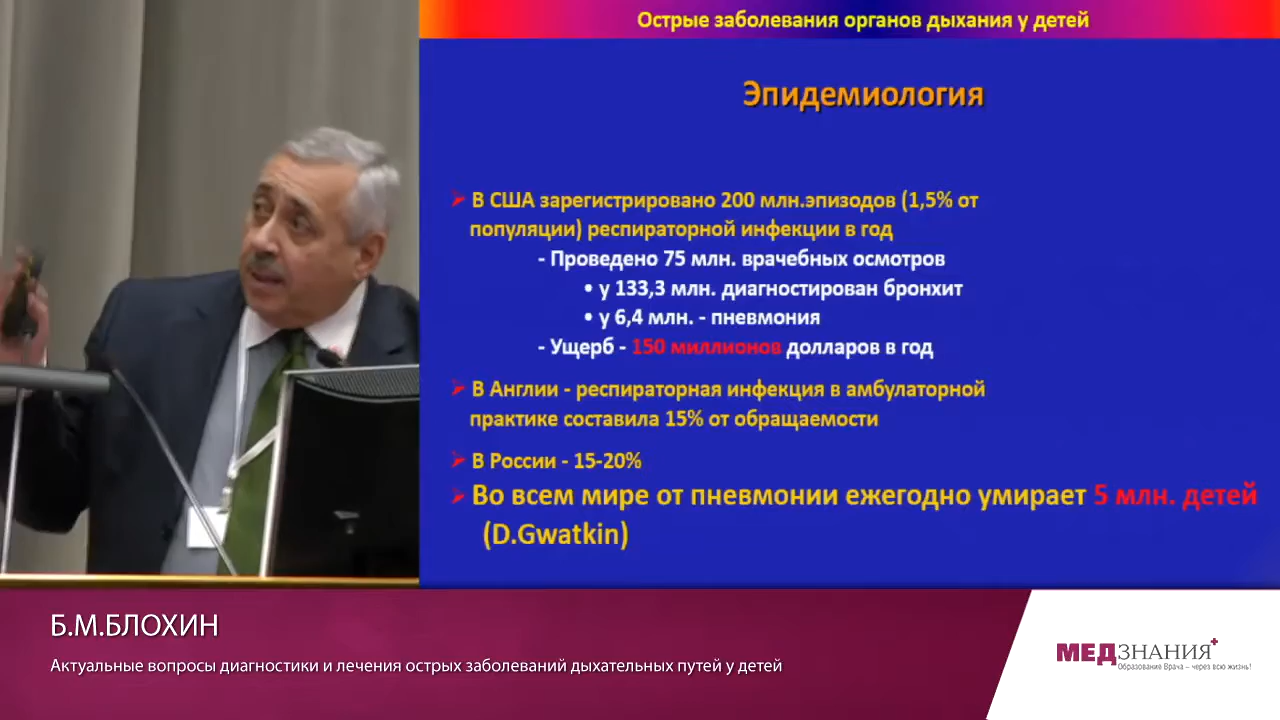 Острые заболевания органов дыхания у детей
Эпидемиология
В США зарегистрировано 200 млн.эпизодов (1,5% от
популяции) респираторной инфекции в год
- Проведено 75 млн. врачебных осмотров
• у 133,3 млн. диагностирован бронхит
• у 6,4 млн. - пневмония
- Ущерб - 150 миллионов долларов в год
В Англии - респираторная инфекция в амбулаторной
практике составила 15% от обращаемости
В России - 15-20%
Во всем мире от пневмонии ежегодно умирает 5 млн. детей
(D.Gwatkin)
Б.М.БЛОХИН
Актуальные вопросы диагностики и лечения острых заболеваний дыхательных путей у детей
МЕДЗНАНИЯ+
Образование Врача – через всю жизнь!